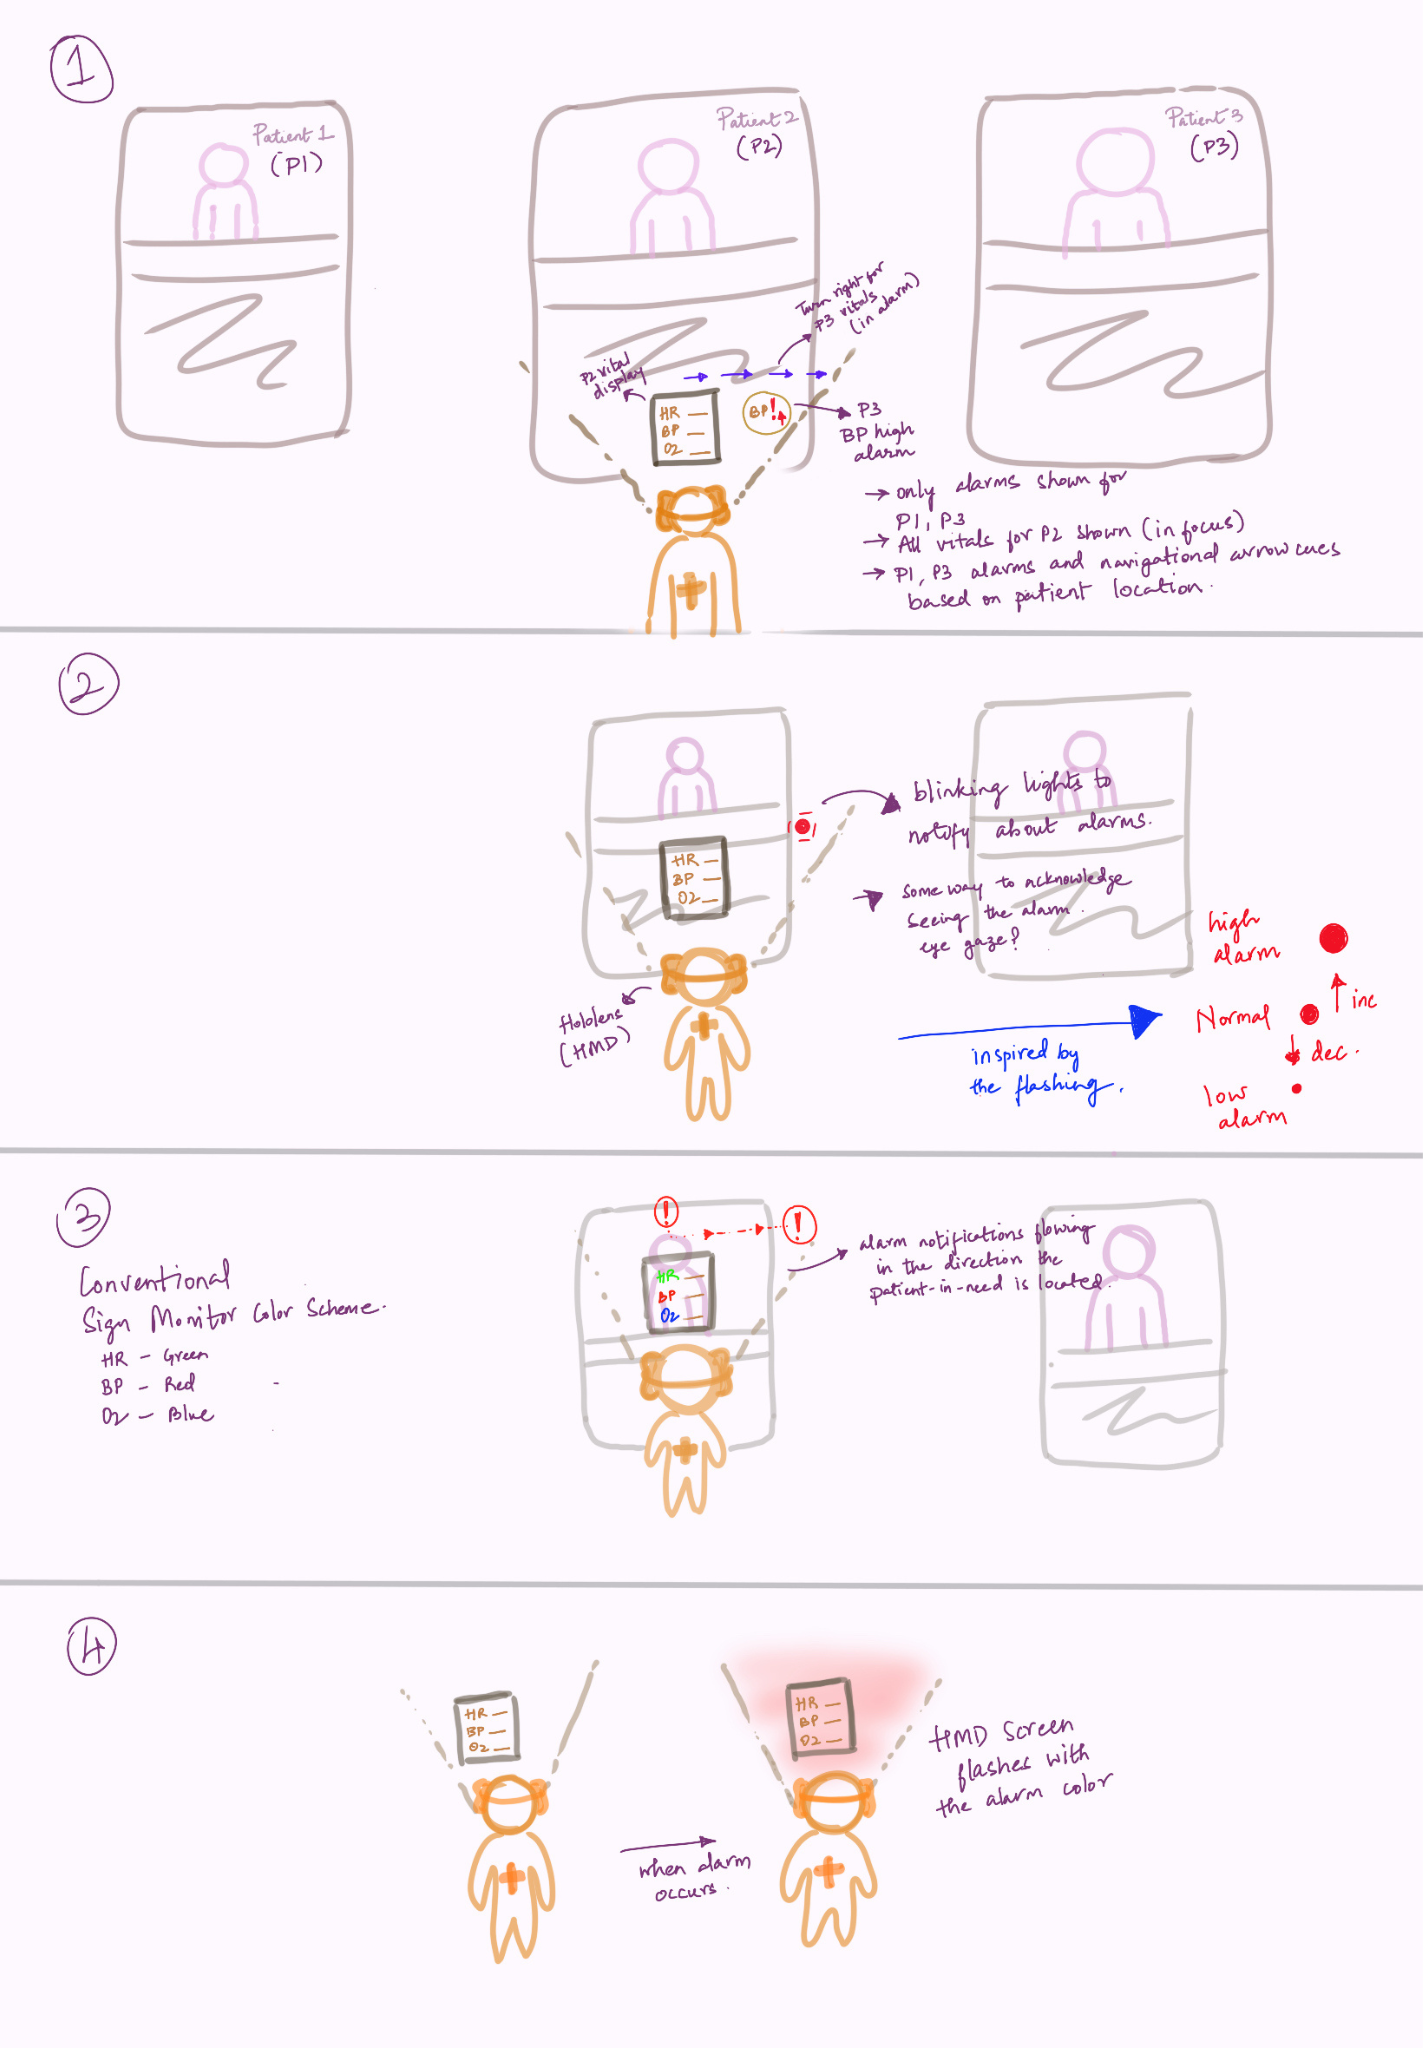 1
Patient 1
(P1)
Patient 2
(P2)
Patient 3
(P3)
Turn right for
P3 vitals
(in alarm)
P2 vital
display
HR
BP
O2
BP!
P3
BP high
alarm
→ only alarms shown for
P1, P3
→ All vitals for P2 shown (in focus)
→ P1, P3 alarms and navigational arrow cues
based on patient location.
2
blinking lights to
notify about alarms.
Some way to acknowledge
seeing the alarm.
eye gaze?
HR
BP
O2
Hololens
(HMD)
inspired by
the flashing.
high
alarm
inc
Normal
dec.
low
alarm
3
Conventional
Sign Monitor Color Scheme.
HR - Green
BP - Red
O2 - Blue
!
!
HR
BP
O2
alarm notifications flowing
in the direction the
patient-in-need is located.
4
HR
BP
O2
when alarm
occurs.
HR
BP
O2
HMD Screen
flashes with
the alarm color